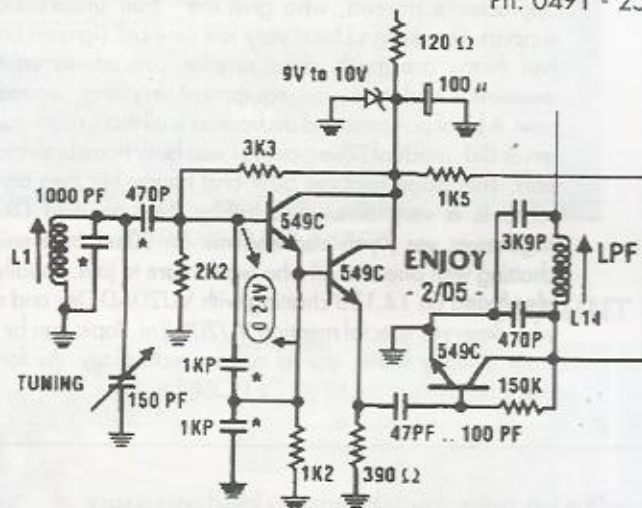 Ph: 0491 - 23
120 Ω
9V to 10V
100 µ
3K3
1000 PF
470P
1K5
549C
3K9P
L1
549C
ENJOY
LPF
2K2
- 2/05 -
0.24V
L14
549C
470P
TUNING
1KP
150K
150 PF
1KP
47PF .. 100 PF
1K2
390 Ω